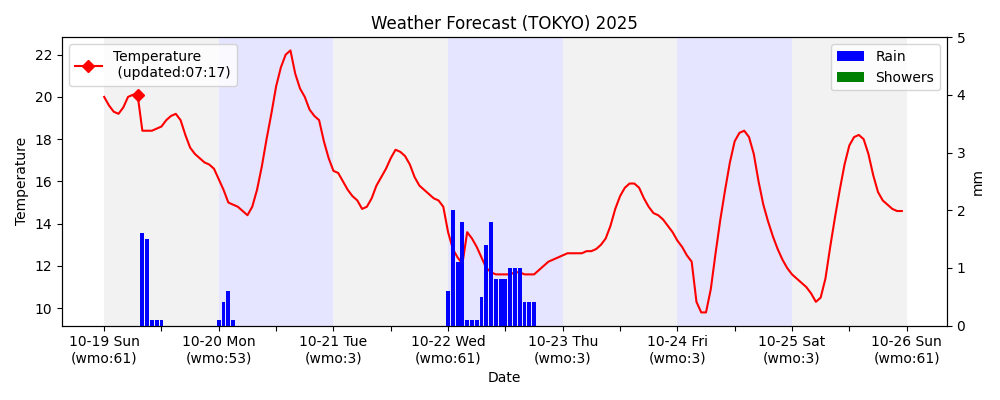 Weather Forecast (TOKYO) 2025
Temperature
(updated:07:17)
Rain
Showers
22
20
18
16
14
12
10
Temperature
5
4
3
2
1
0
mm
10-19 Sun
(wmo:61)
10-20 Mon
(wmo:53)
10-21 Tue
(wmo:3)
10-22 Wed
(wmo:61)
10-23 Thu
(wmo:3)
10-24 Fri
(wmo:3)
10-25 Sat
(wmo:3)
10-26 Sun
(wmo:61)
Date